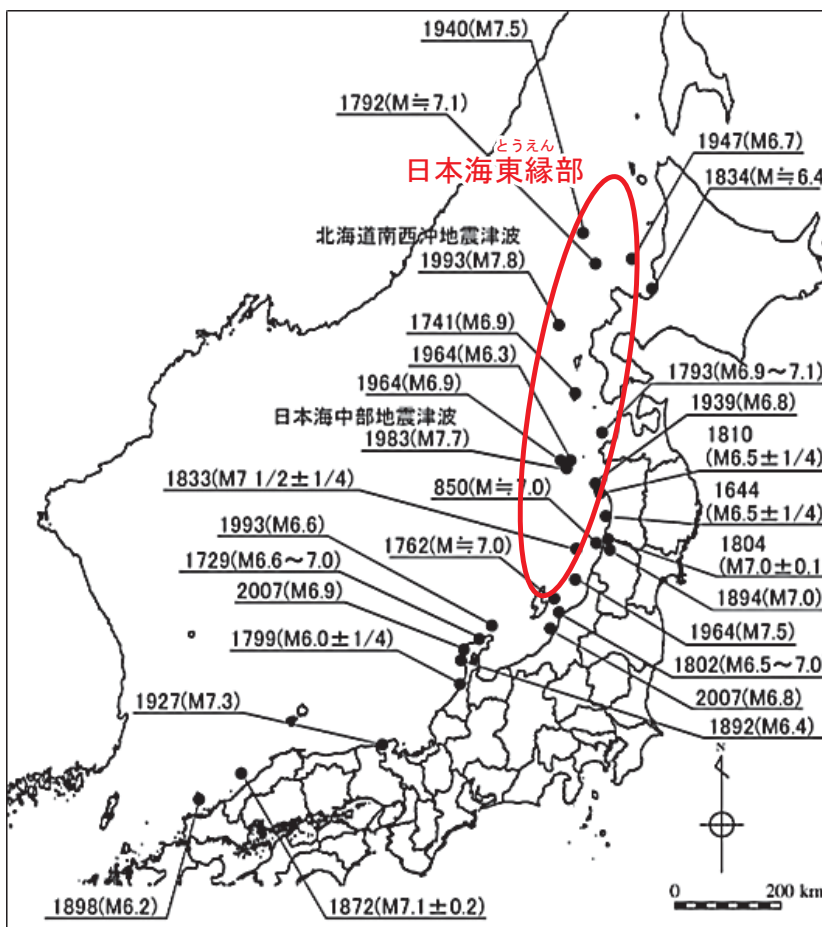 1940(M7.5)
1792(M≒7.1)
とうえん
日本海東縁部
1947(M6.7)
1834(M≒6.4
北海道南西沖地震津波
1993(M7.8)
1741(M6.9)
1964(M6.3)
1964(M6.9)
日本海中部地震津波
1983(M7.7)
1833(M7 1/2±1/4)
850(M≒7.0)
1993(M6.6)
1762(M≒7.0)
1729(M6.6~7.0)
2007(M6.9)
1799(M6.0±1/4)
1927(M7.3)
1793(M6.9~7.1)
1939(M6.8)
1810
(M6.5±1/4)
1644
(M6.5±1/4)
1804
(M7.0±0.1
1894(M7.0)
1964(M7.5)
1802(M6.5~7.0
2007(M6.8)
1892(M6.4)
N
0 200 km
1898(M6.2)
1872(M7.1±0.2)